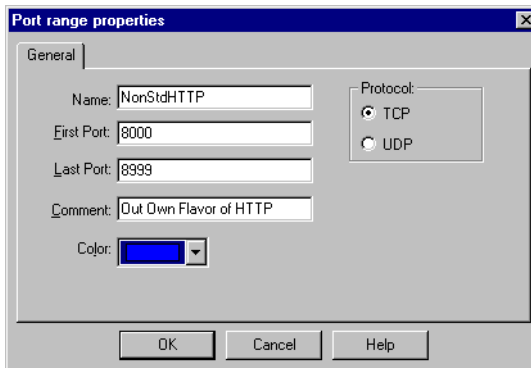 Port range properties
General
Name: NonStdHTTP
First Port: 8000
Last Port: 8999
Comment: Out Own Flavor of HTTP
Color:
Protocol:
TCP
UDP
OK Cancel Help